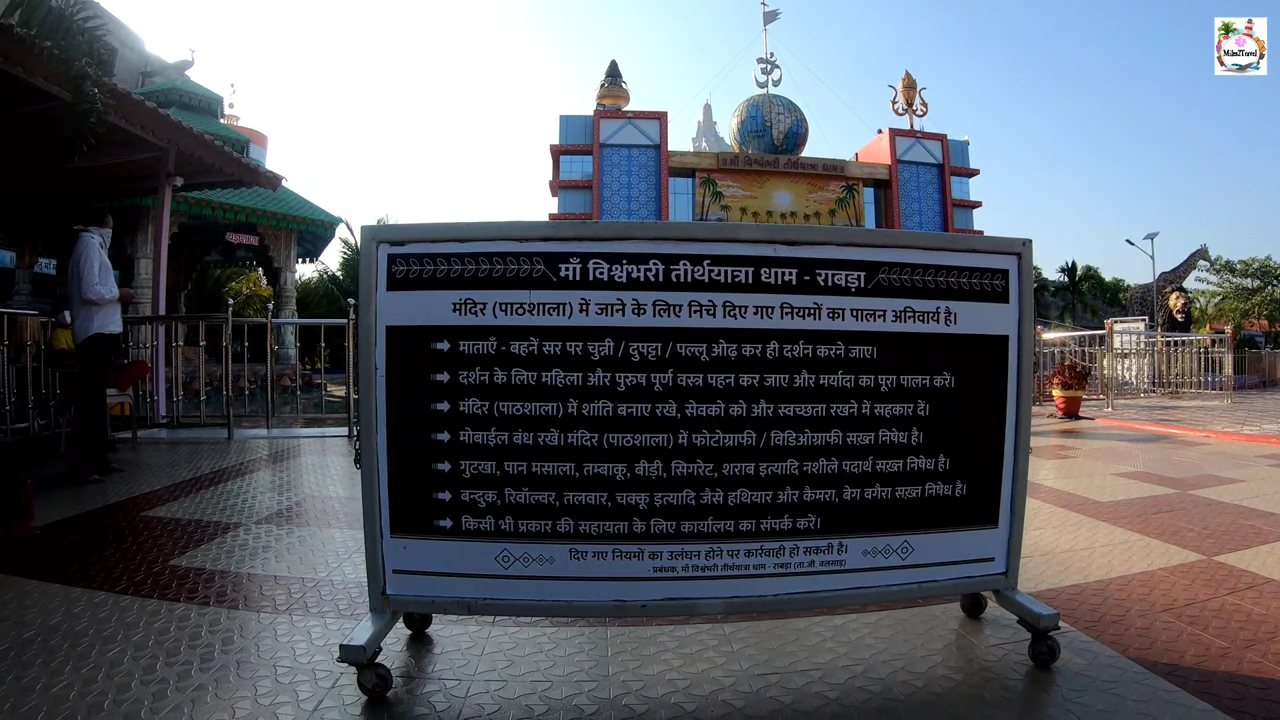 Miles2Travel
॥ माँ विश्वंभरी तीर्थयात्रा धाम ॥
यज्ञशाला
माँ विश्वंभरी तीर्थयात्रा धाम - राबड़ा
मंदिर (पाठशाला) में जाने के लिए निचे दिए गए नियमों का पालन अनिवार्य है।
माताएँ - बहनें सर पर चुन्नी / दुपट्टा / पल्लू ओढ़ कर ही दर्शन करने जाए।
दर्शन के लिए महिला और पुरुष पूर्ण वस्त्र पहन कर जाए और मर्यादा का पूरा पालन करें।
मंदिर (पाठशाला) में शांति बनाए रखे, सेवको को और स्वच्छता रखने में सहकार दें।
मोबाईल बंध रखें। मंदिर (पाठशाला) में फोटोग्राफी / विडिओग्राफी सख़्त निषेध है।
गुटखा, पान मसाला, तम्बाकू, बीड़ी, सिगरेट, शराब इत्यादि नशीले पदार्थ सख़्त निषेध है।
बन्दुक, रिवॉल्वर, तलवार, चक्कू इत्यादि जैसे हथियार और कैमरा, बेग वगैरा सख़्त निषेध है।
किसी भी प्रकार की सहायता के लिए कार्यालय का संपर्क करें।
दिए गए नियमों का उलंघन होने पर कार्रवाही हो सकती है।
- प्रबंधक, माँ विश्वंभरी तीर्थयात्रा धाम - राबड़ा (ता.जी. वलसाड़)